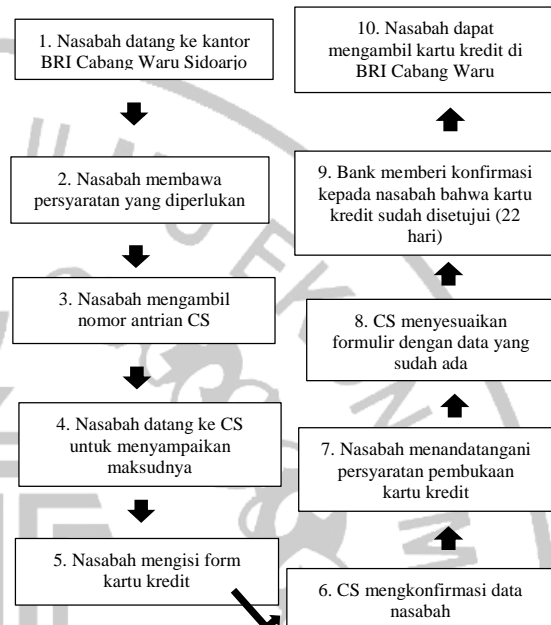 1. Nasabah datang ke kantor
BRI Cabang Waru Sidoarjo
2. Nasabah membawa
persyaratan yang diperlukan
3. Nasabah mengambil
nomor antrian CS
4. Nasabah datang ke CS
untuk menyampaikan
maksudnya
5. Nasabah mengisi form
kartu kredit
6. CS mengkonfirmasi data
nasabah
7. Nasabah menandatangani
persyaratan pembukaan
kartu kredit
8. CS menyesuaikan
formulir dengan data yang
sudah ada
9. Bank memberi konfirmasi
kepada nasabah bahwa kartu
kredit sudah disetujui (22
hari)
10. Nasabah dapat
mengambil kartu kredit di
BRI Cabang Waru